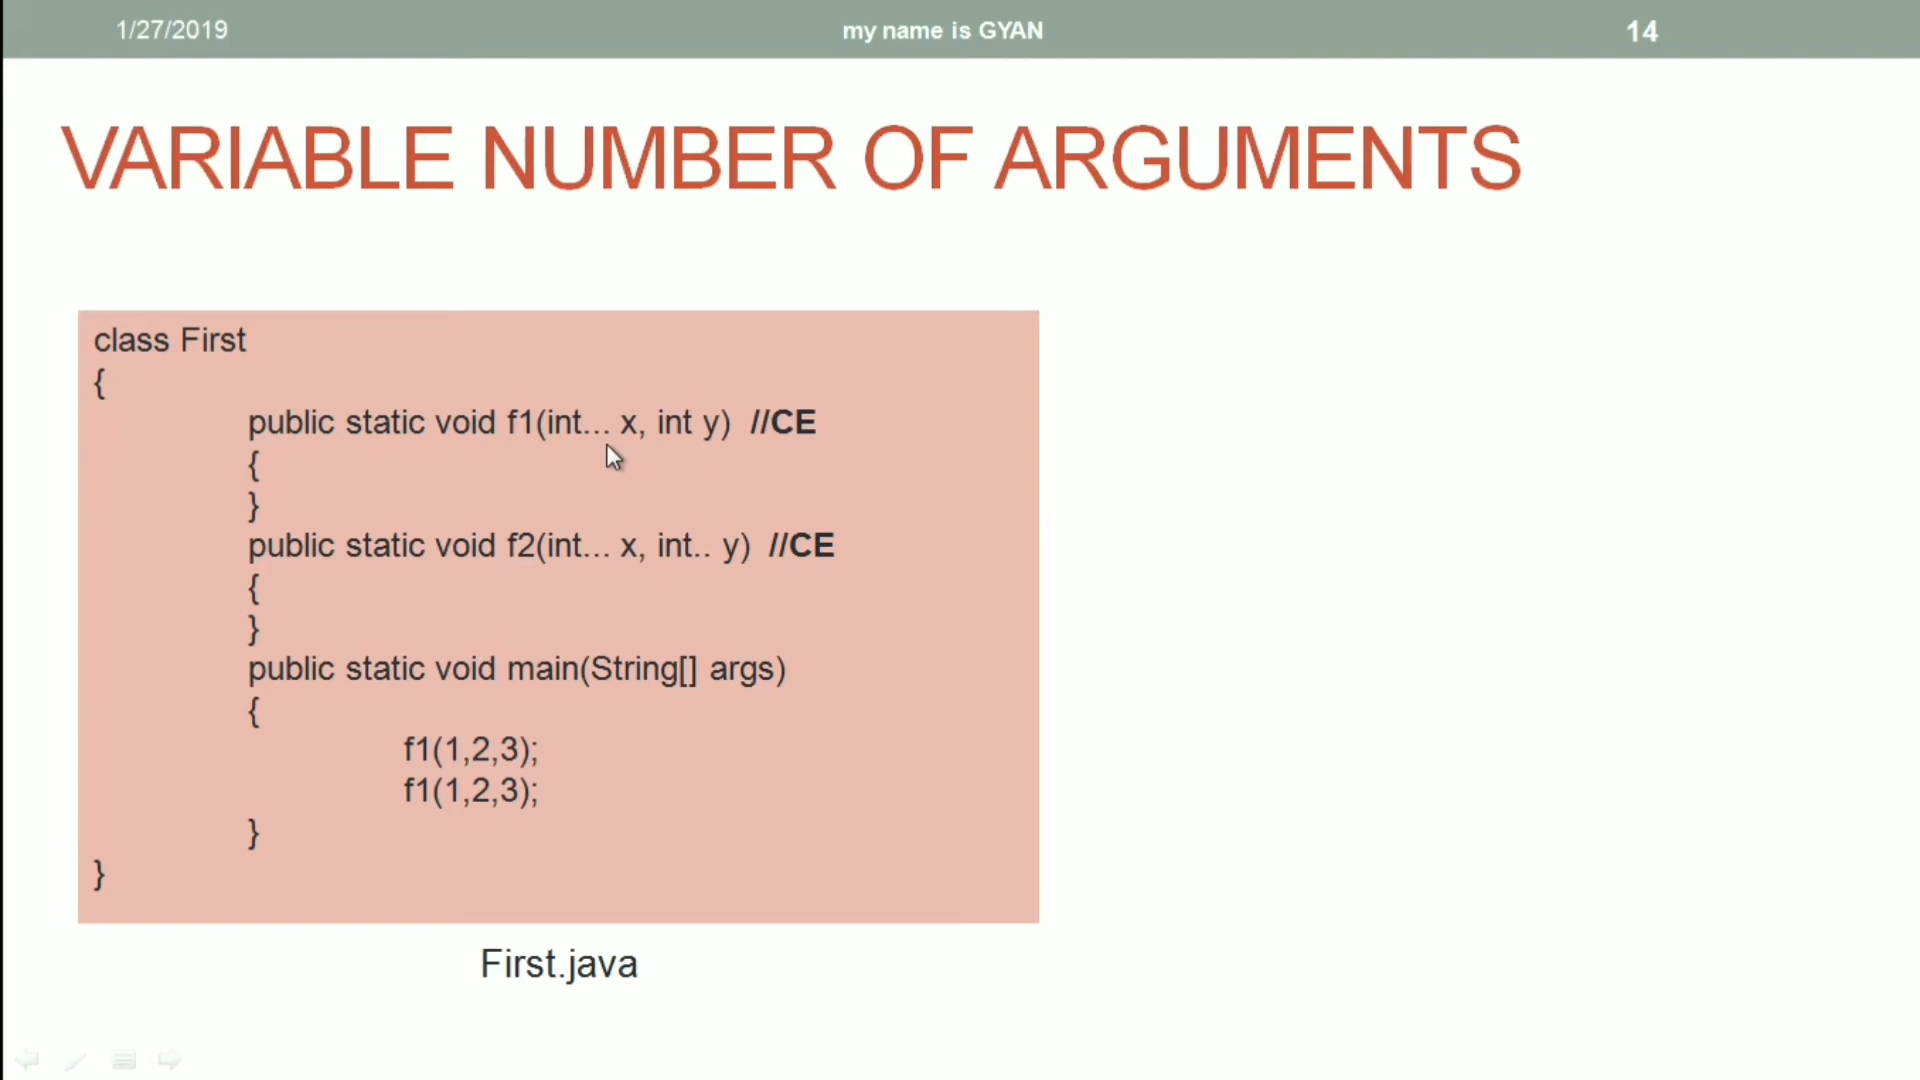 1/27/2019
my name is GYAN
14
VARIABLE NUMBER OF ARGUMENTS
class First
{
public static void f1(int... x, int y) //CE
{
}
public static void f2(int... x, int.. y) //CE
{
}
public static void main(String[] args)
{
f1(1,2,3);
f1(1,2,3);
}
}
First.java